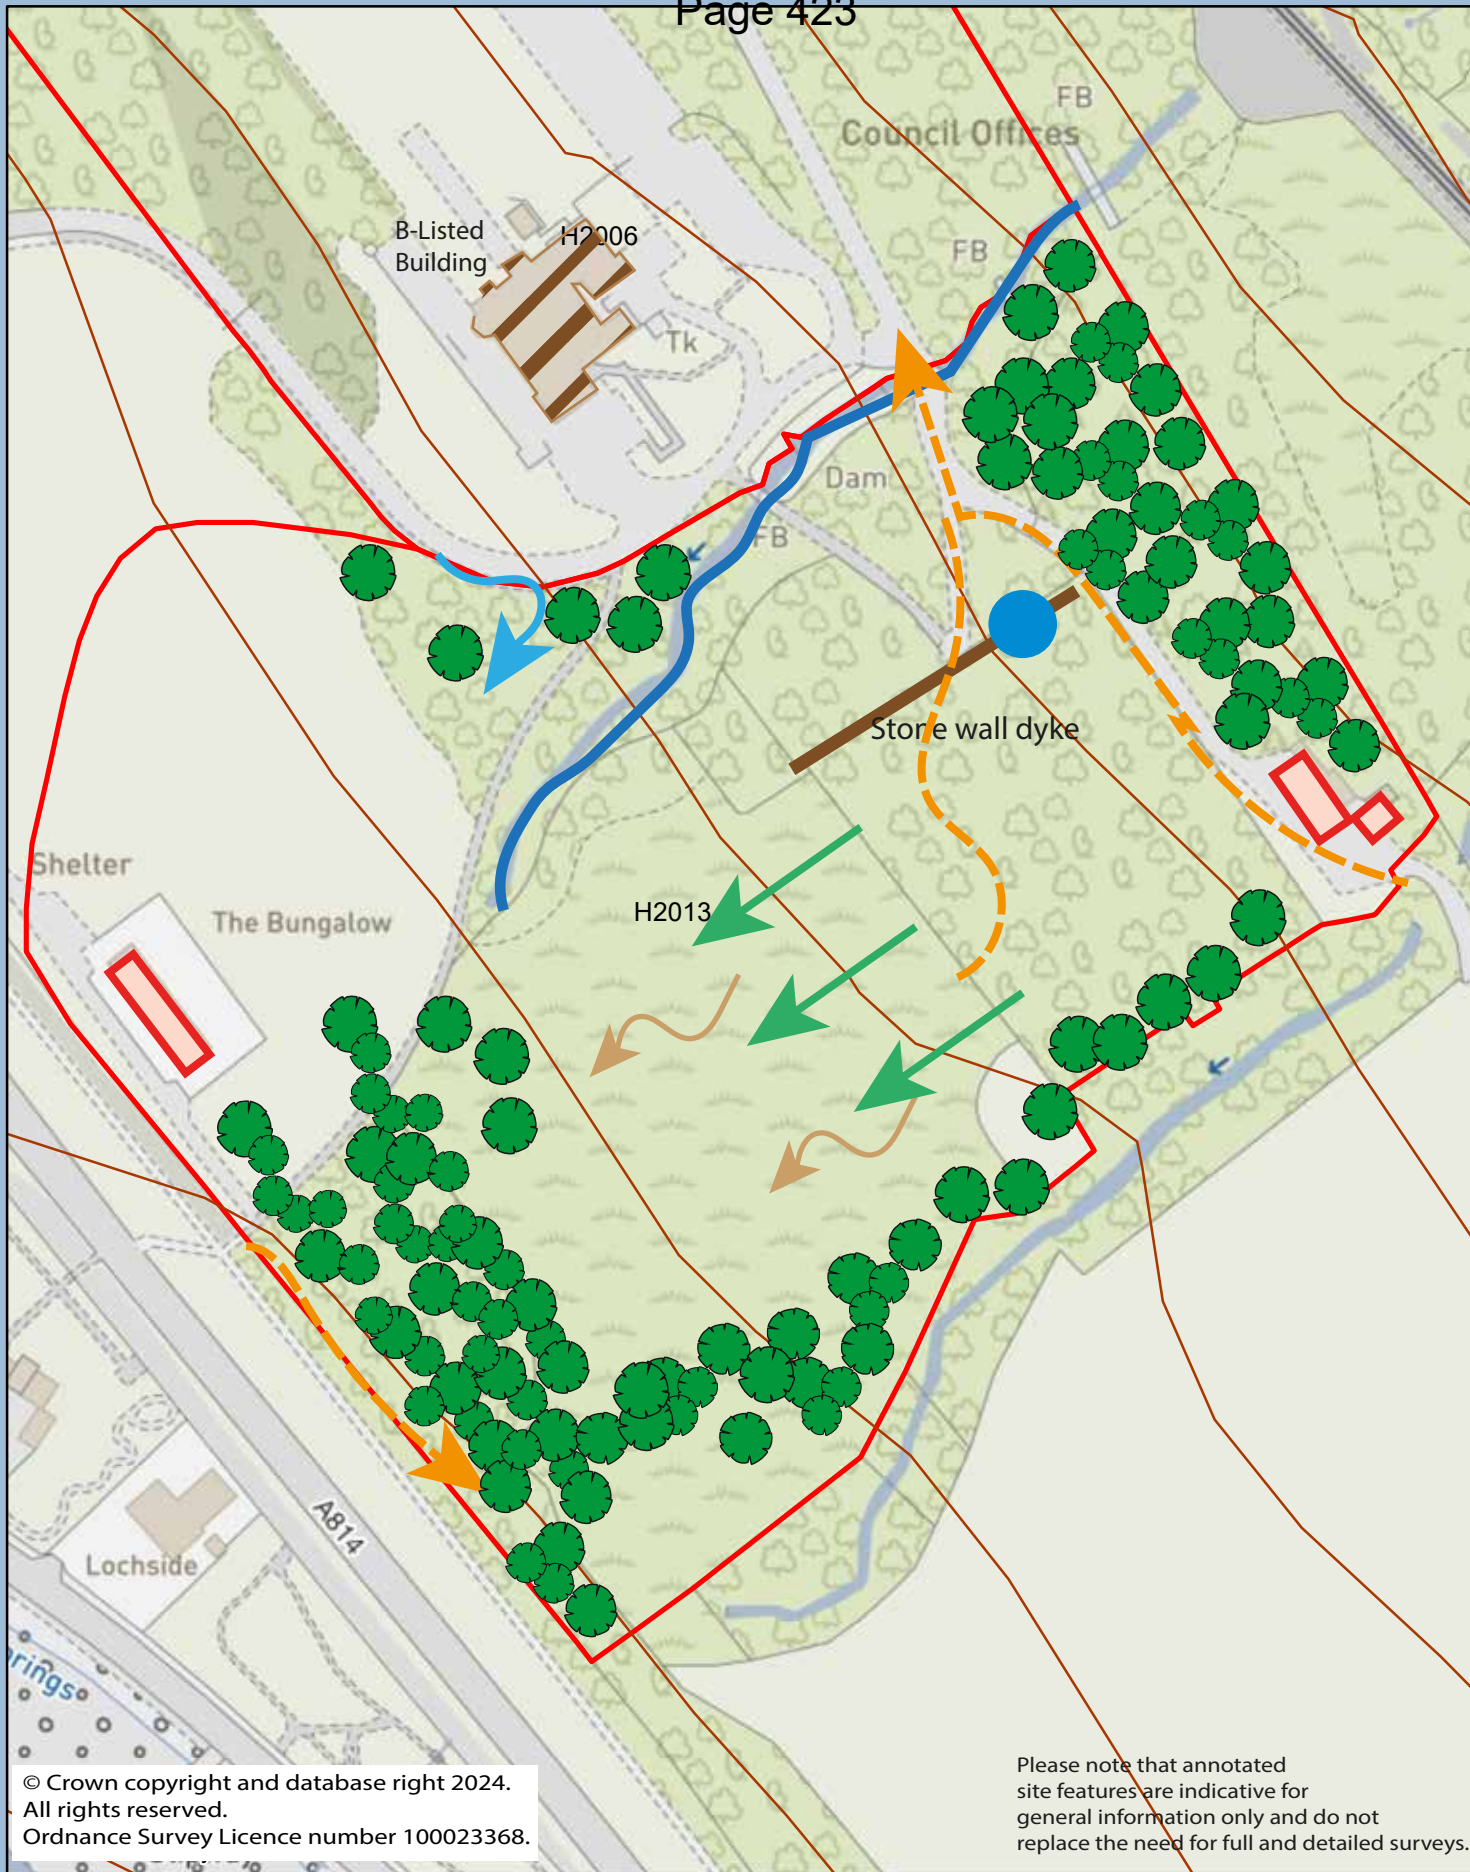 Page 423
FB
Council Offices
B-Listed
Building
H2006
FB
Tk
Dam
FB
Stone wall dyke
Shelter
The Bungalow
H2013
A814
Lochside
© Crown copyright and database right 2024.
All rights reserved.
Ordnance Survey Licence number 100023368.
Please note that annotated
site features are indicative for
general information only and do not
replace the need for full and detailed surveys.